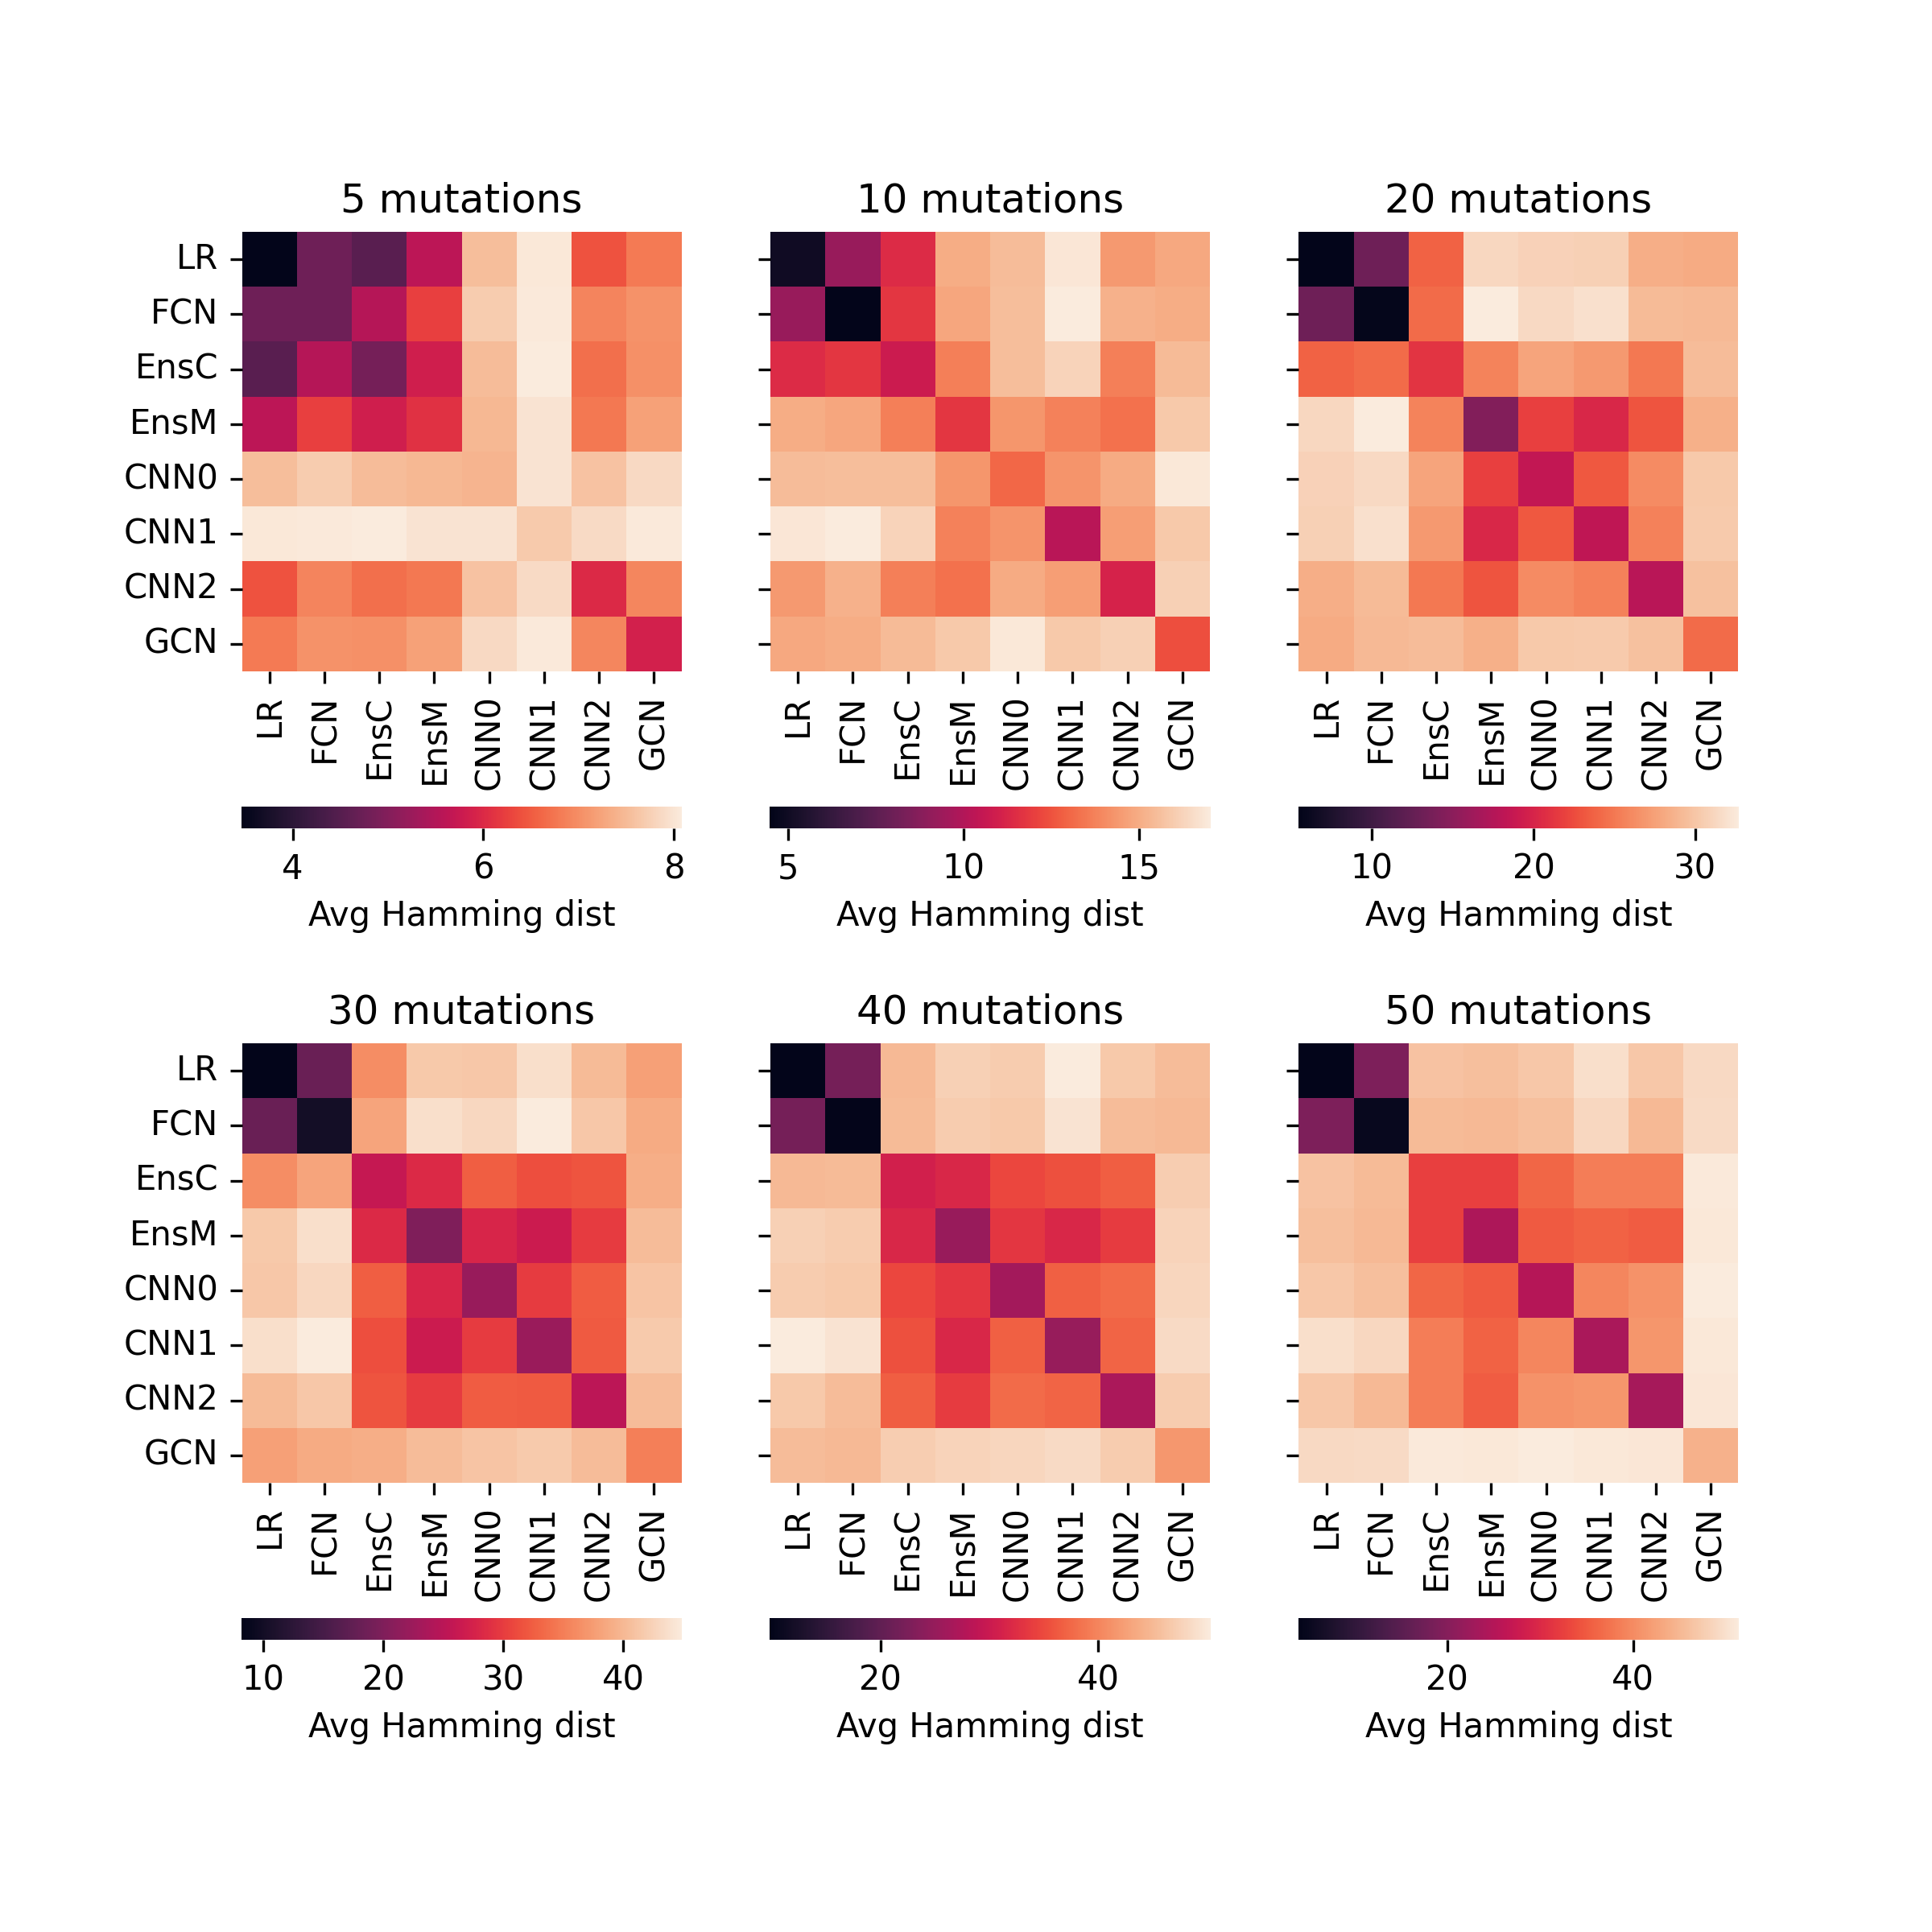 5 mutations
10 mutations
20 mutations
LR
FCN
EnsC
EnsM
CNN0
CNN1
CNN2
GCN
LR FCN EnsC EnsM CNN0 CNN1 CNN2 GCN
LR FCN EnsC EnsM CNN0 CNN1 CNN2 GCN
LR FCN EnsC EnsM CNN0 CNN1 CNN2 GCN
4 6 8
5 10 15
10 20 30
Avg Hamming dist
Avg Hamming dist
Avg Hamming dist
30 mutations
40 mutations
50 mutations
LR
FCN
EnsC
EnsM
CNN0
CNN1
CNN2
GCN
LR FCN EnsC EnsM CNN0 CNN1 CNN2 GCN
LR FCN EnsC EnsM CNN0 CNN1 CNN2 GCN
LR FCN EnsC EnsM CNN0 CNN1 CNN2 GCN
10 20 30 40
20 40
20 40
Avg Hamming dist
Avg Hamming dist
Avg Hamming dist